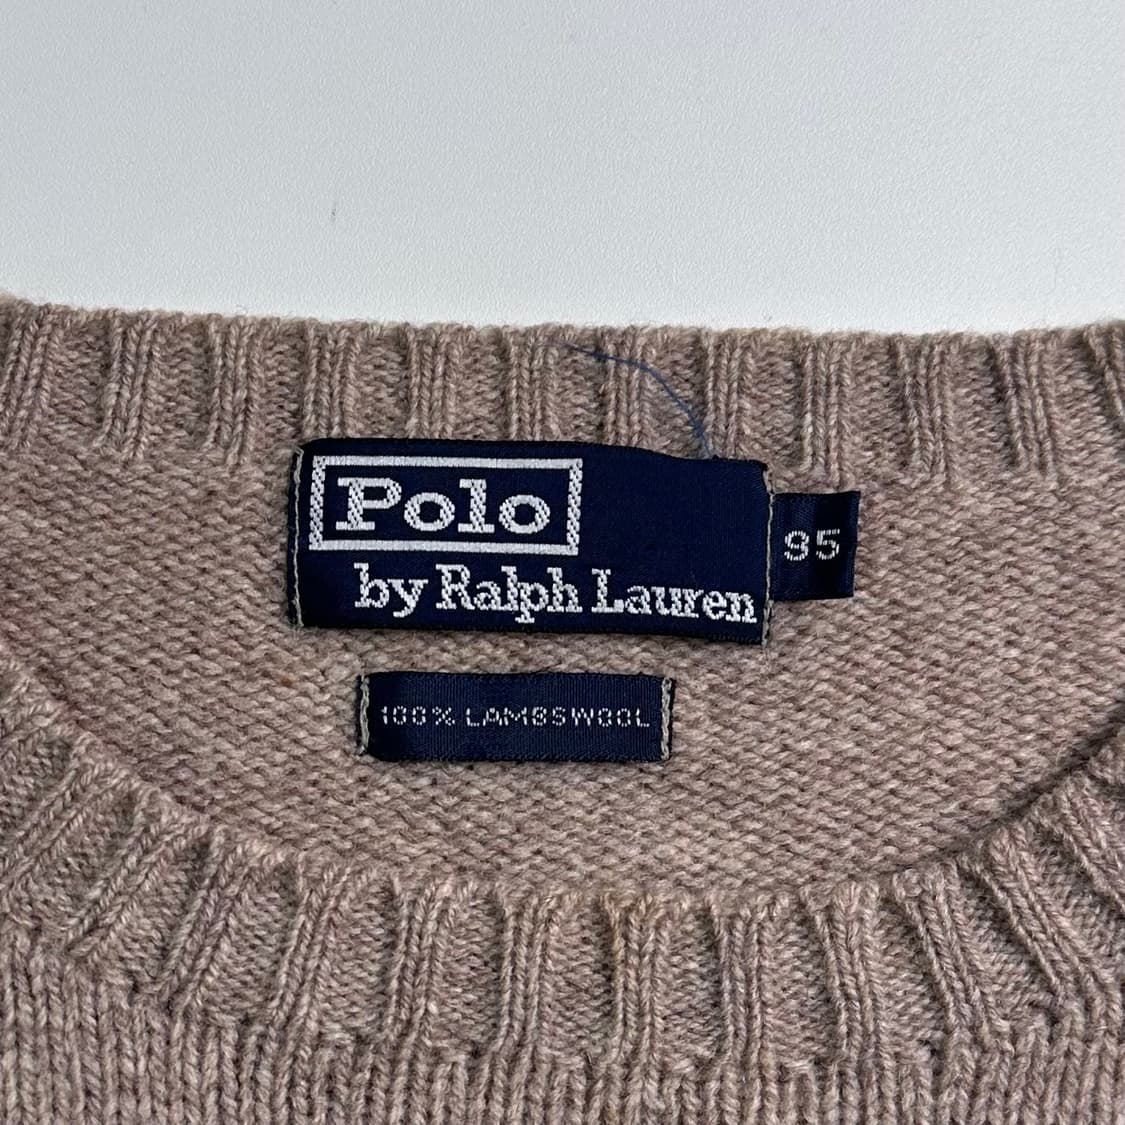 Polo
by Ralph Lauren
95
100% LAMBSWOOL